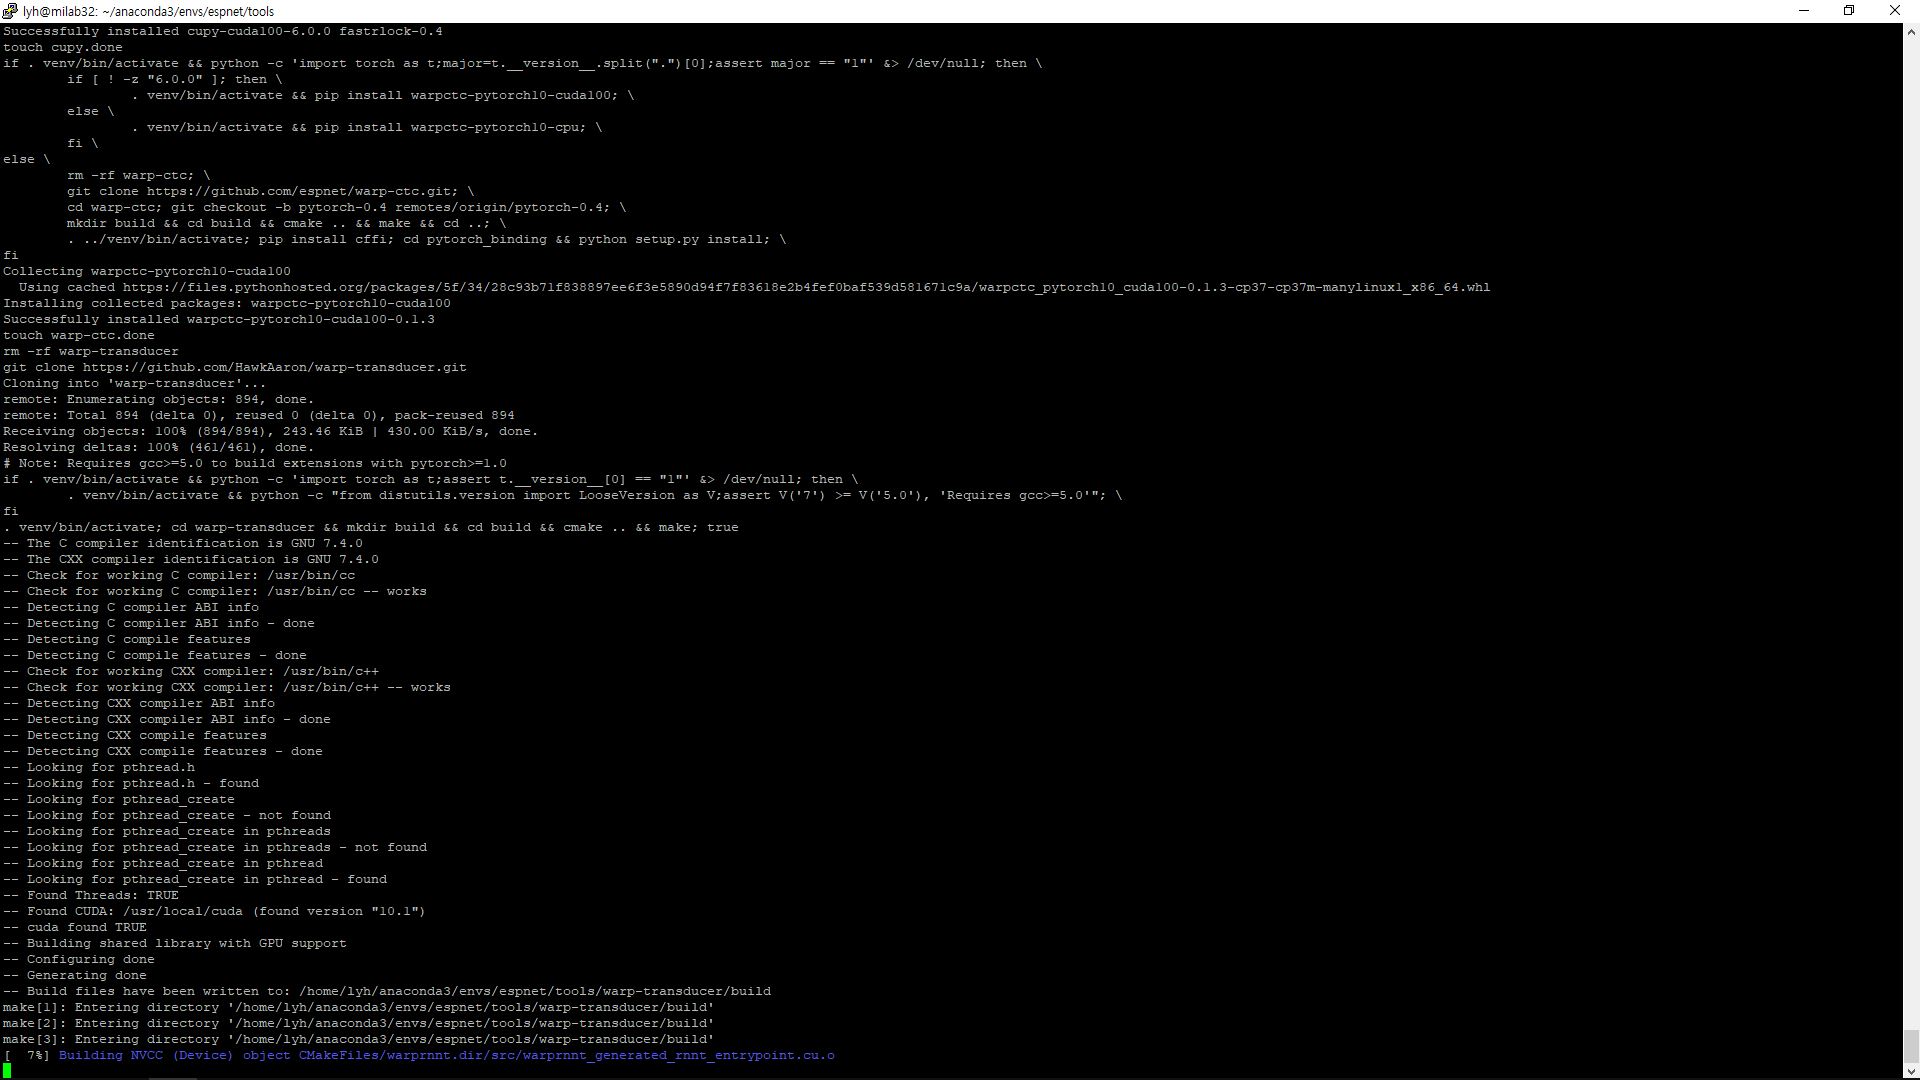 lyh@milab32: ~/anaconda3/envs/espnet/tools
Successfully installed cupy-cuda100-6.0.0 fastrlock-0.4
touch cupy.done
if . venv/bin/activate && python -c 'import torch as t;major=t.__version__.split(".")[0];assert major == "1"' &> /dev/null; then \
if [ ! -z "6.0.0" ]; then \
. venv/bin/activate && pip install warpctc-pytorch10-cuda100; \
else \
. venv/bin/activate && pip install warpctc-pytorch10-cpu; \
fi \
else \
rm -rf warp-ctc; \
git clone https://github.com/espnet/warp-ctc.git; \
cd warp-ctc; git checkout -b pytorch-0.4 remotes/origin/pytorch-0.4; \
mkdir build && cd build && cmake .. && make && cd ..; \
. ../venv/bin/activate; pip install cffi; cd pytorch_binding && python setup.py install; \
fi
Collecting warpctc-pytorch10-cuda100
Using cached https://files.pythonhosted.org/packages/5f/34/28c93b71f838897ee6f3e5890d94f7f83618e2b4fef0baf539d581671c9a/warpctc_pytorch10_cuda100-0.1.3-cp37-cp37m-manylinux1_x86_64.whl
Installing collected packages: warpctc-pytorch10-cuda100
Successfully installed warpctc-pytorch10-cuda100-0.1.3
touch warp-ctc.done
rm -rf warp-transducer
git clone https://github.com/HawkAaron/warp-transducer.git
Cloning into 'warp-transducer'...
remote: Enumerating objects: 894, done.
remote: Total 894 (delta 0), reused 0 (delta 0), pack-reused 894
Receiving objects: 100% (894/894), 243.46 KiB | 430.00 KiB/s, done.
Resolving deltas: 100% (461/461), done.
# Note: Requires gcc>=5.0 to build extensions with pytorch>=1.0
if . venv/bin/activate && python -c 'import torch as t;assert t.__version__[0] == "1"' &> /dev/null; then \
. venv/bin/activate && python -c "from distutils.version import LooseVersion as V;assert V('7') >= V('5.0'), 'Requires gcc>=5.0'"; \
fi
. venv/bin/activate; cd warp-transducer && mkdir build && cd build && cmake .. && make; true
-- The C compiler identification is GNU 7.4.0
-- The CXX compiler identification is GNU 7.4.0
-- Check for working C compiler: /usr/bin/cc
-- Check for working C compiler: /usr/bin/cc -- works
-- Detecting C compiler ABI info
-- Detecting C compiler ABI info - done
-- Detecting C compile features
-- Detecting C compile features - done
-- Check for working CXX compiler: /usr/bin/c++
-- Check for working CXX compiler: /usr/bin/c++ -- works
-- Detecting CXX compiler ABI info
-- Detecting CXX compiler ABI info - done
-- Detecting CXX compile features
-- Detecting CXX compile features - done
-- Looking for pthread.h
-- Looking for pthread.h - found
-- Looking for pthread_create
-- Looking for pthread_create - not found
-- Looking for pthread_create in pthreads
-- Looking for pthread_create in pthreads - not found
-- Looking for pthread_create in pthread
-- Looking for pthread_create in pthread - found
-- Found Threads: TRUE
-- Found CUDA: /usr/local/cuda (found version "10.1")
-- cuda found TRUE
-- Building shared library with GPU support
-- Configuring done
-- Generating done
-- Build files have been written to: /home/lyh/anaconda3/envs/espnet/tools/warp-transducer/build
make[1]: Entering directory '/home/lyh/anaconda3/envs/espnet/tools/warp-transducer/build'
make[2]: Entering directory '/home/lyh/anaconda3/envs/espnet/tools/warp-transducer/build'
make[3]: Entering directory '/home/lyh/anaconda3/envs/espnet/tools/warp-transducer/build'
[  7%] Building NVCC (Device) object CMakeFiles/warprnnt.dir/src/warprnnt_generated_rnnt_entrypoint.cu.o